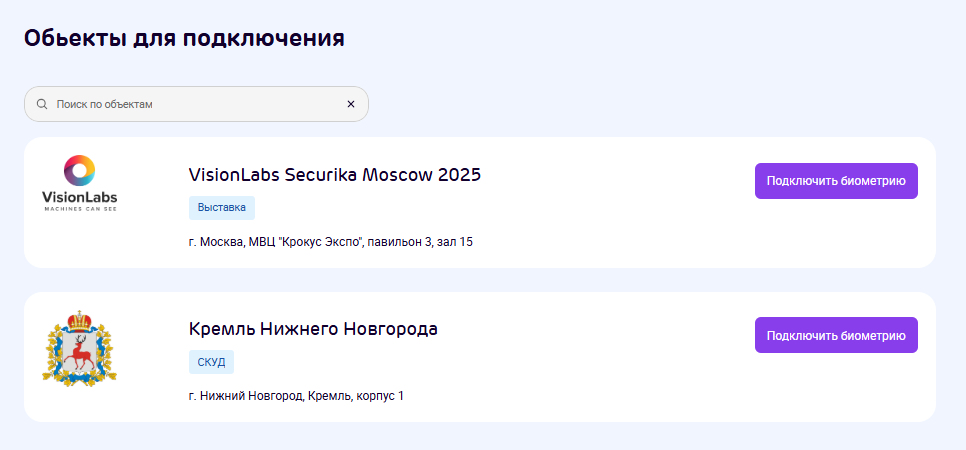 Обьекты для подключения
Поиск по объектам
VisionLabs
MACHINES CAN SEE
VisionLabs Securika Moscow 2025
Выставка
г. Москва, МВЦ "Крокус Экспо", павильон 3, зал 15
Подключить биометрию
Кремль Нижнего Новгорода
СКУД
г. Нижний Новгород, Кремль, корпус 1
Подключить биометрию